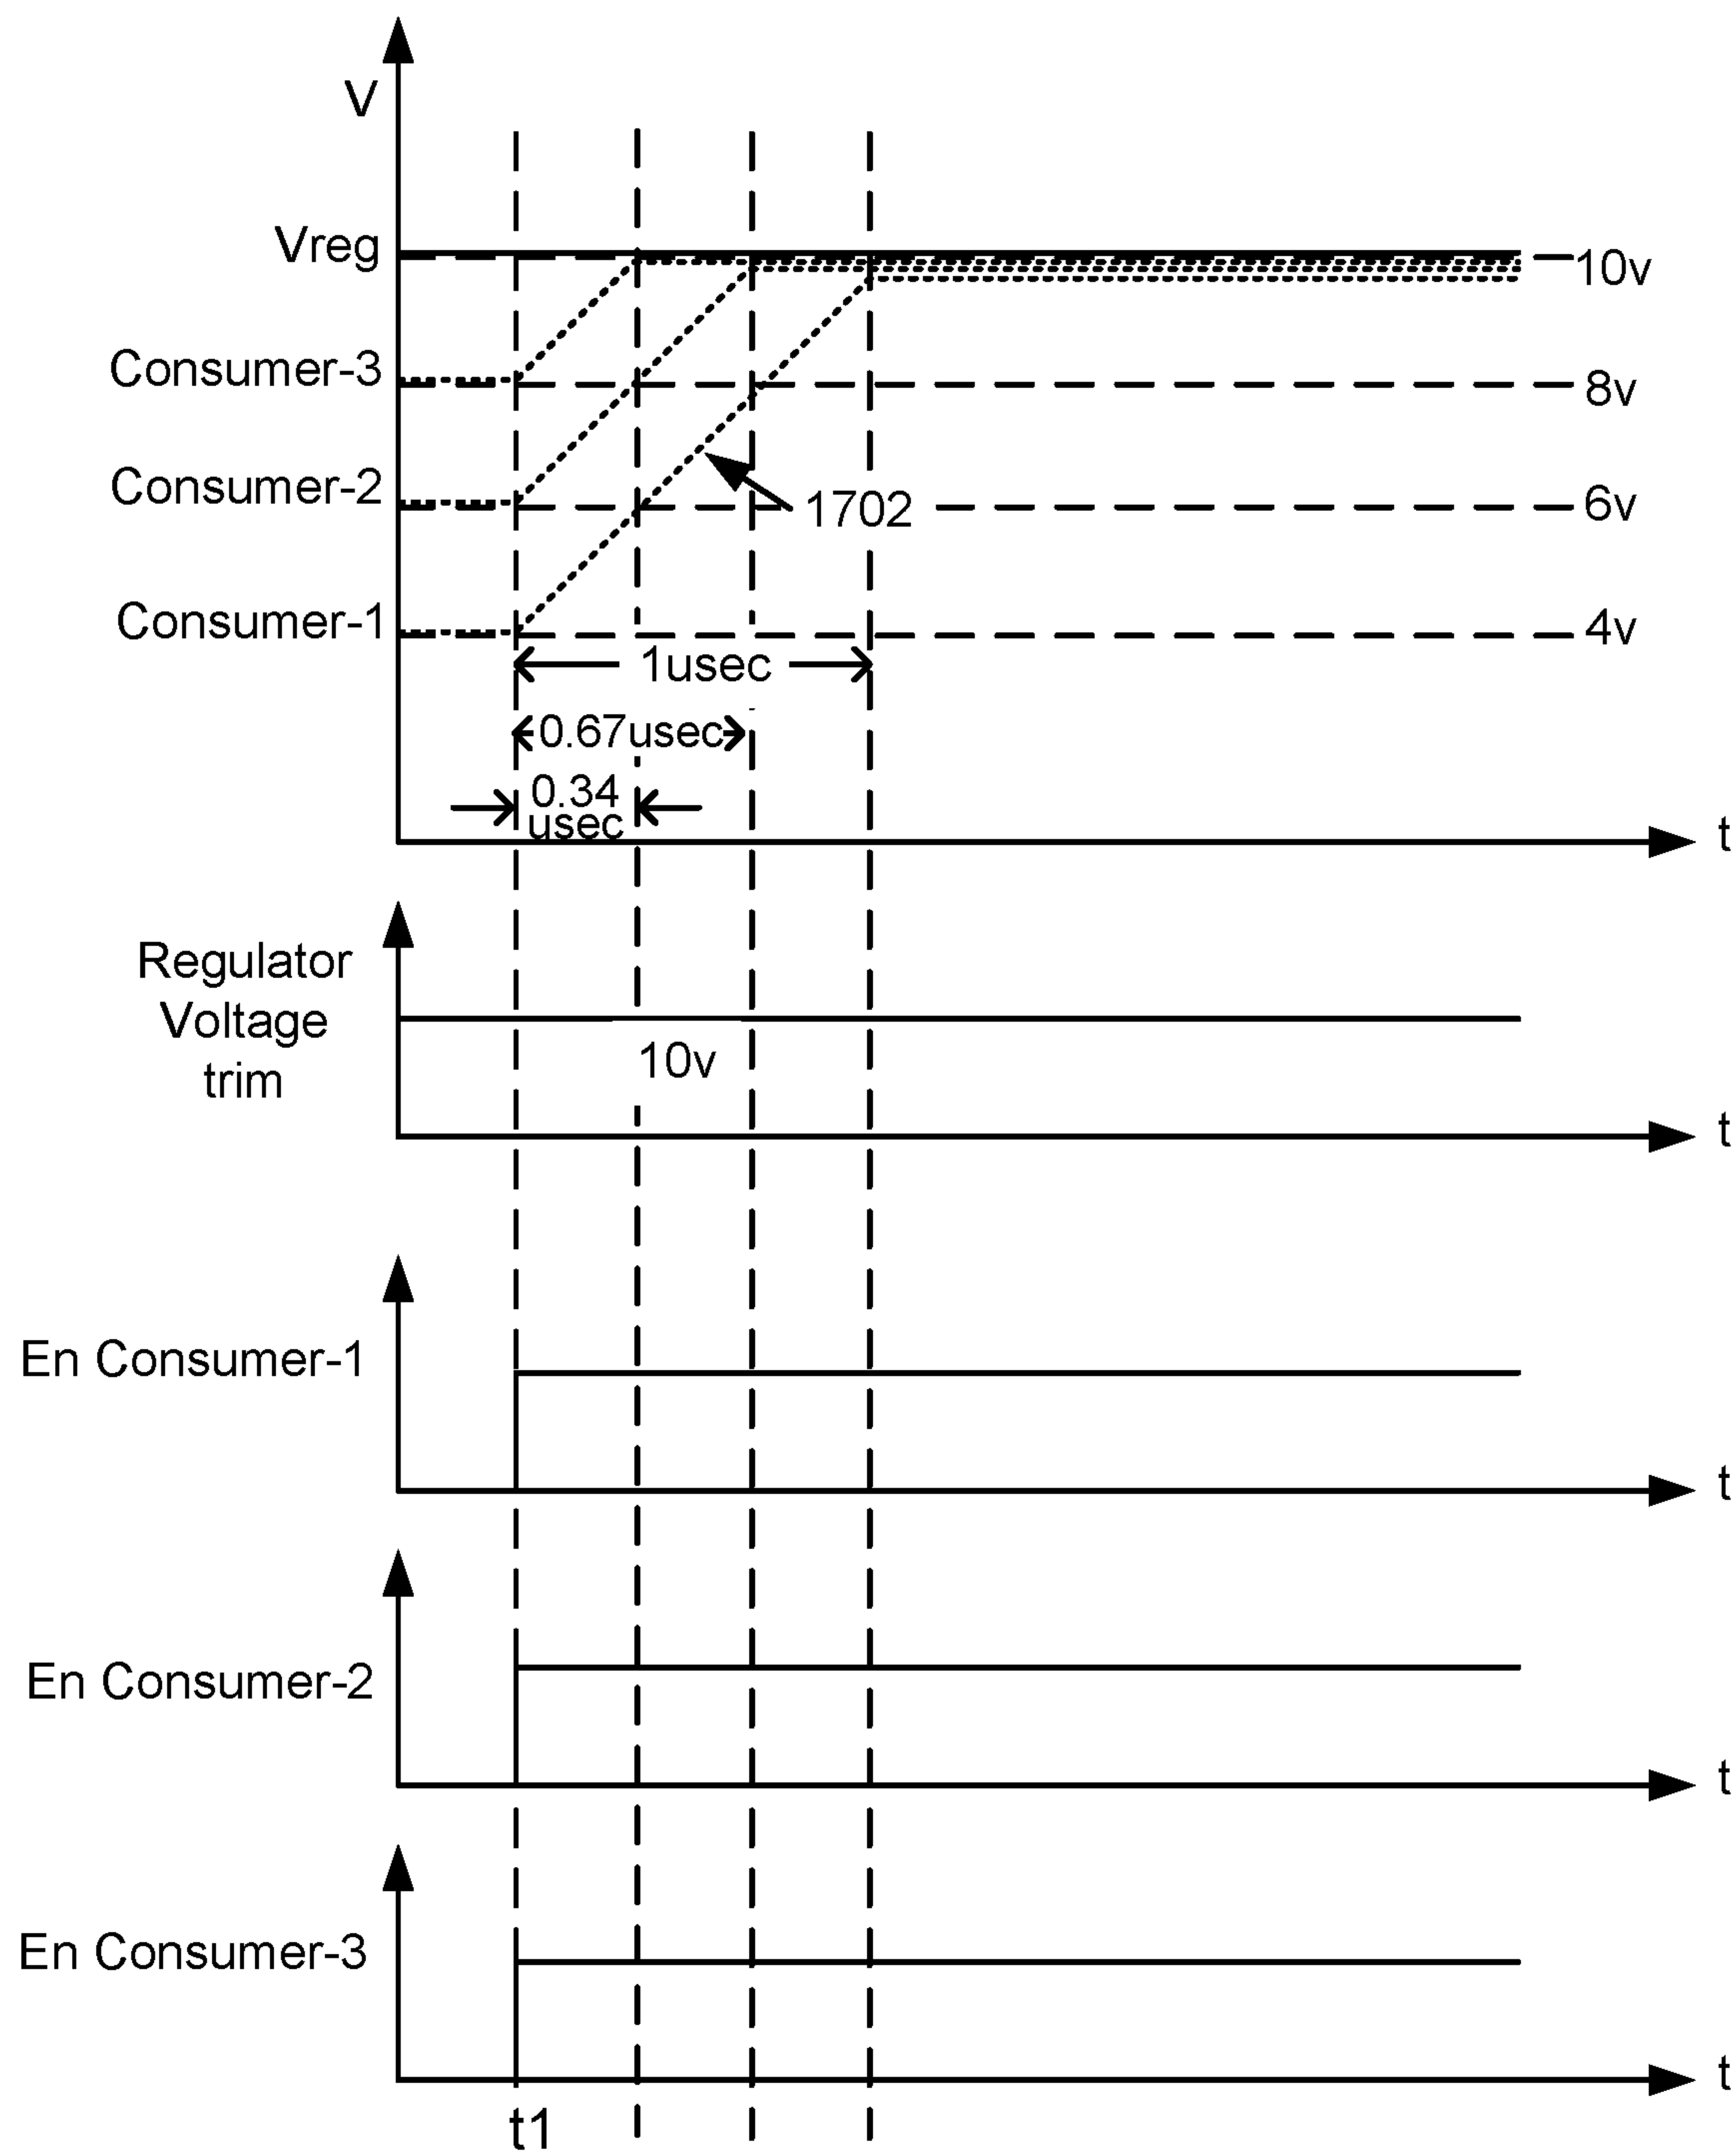 V
Vreg
10v
Consumer-3
8v
Consumer-2
1702
6v
Consumer-1
4v
1usec
0.67usec
0.34
usec
t
Regulator
Voltage
trim
10v
t
En Consumer-1
t
En Consumer-2
t
En Consumer-3
t
t1